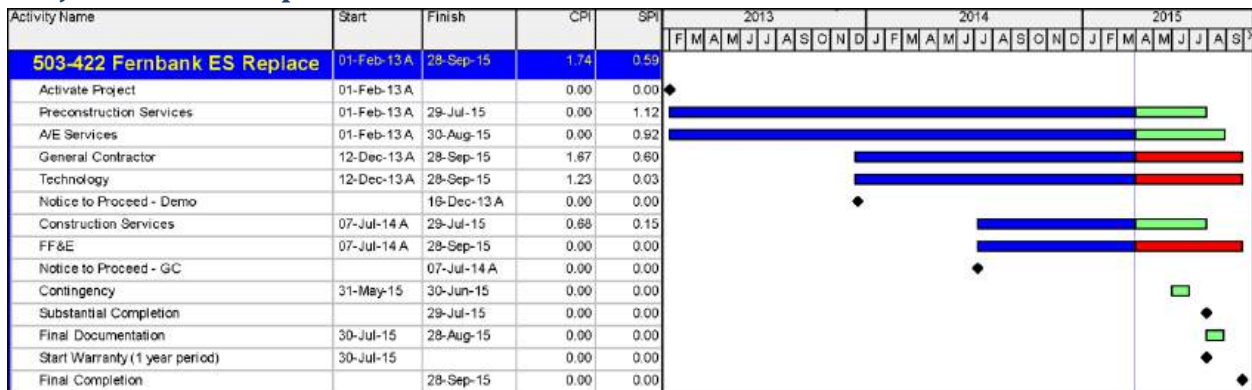 Activity Name Start Finish CPI SPI 2013 2014 2015
F M A M J J A S O N D J F M A M J J A S O N D J F M A M J J A S
503-422 Fernbank ES Replace 01-Feb-13 A 28-Sep-15 1.74 0.59
Activate Project 01-Feb-13 A 0.00 0.00
Preconstruction Services 01-Feb-13 A 29-Jul-15 0.00 1.12
A/E Services 01-Feb-13 A 30-Aug-15 0.00 0.92
General Contractor 12-Dec-13 A 28-Sep-15 1.67 0.60
Technology 12-Dec-13 A 28-Sep-15 1.23 0.03
Notice to Proceed - Demo 16-Dec-13 A 0.00 0.00
Construction Services 07-Jul-14 A 29-Jul-15 0.68 0.15
FF&E 07-Jul-14 A 28-Sep-15 0.00 0.00
Notice to Proceed - GC 07-Jul-14 A 0.00 0.00
Contingency 31-May-15 30-Jun-15 0.00 0.00
Substantial Completion 29-Jul-15 0.00 0.00
Final Documentation 30-Jul-15 28-Aug-15 0.00 0.00
Start Warranty (1 year period) 30-Jul-15 0.00 0.00
Final Completion 28-Sep-15 0.00 0.00